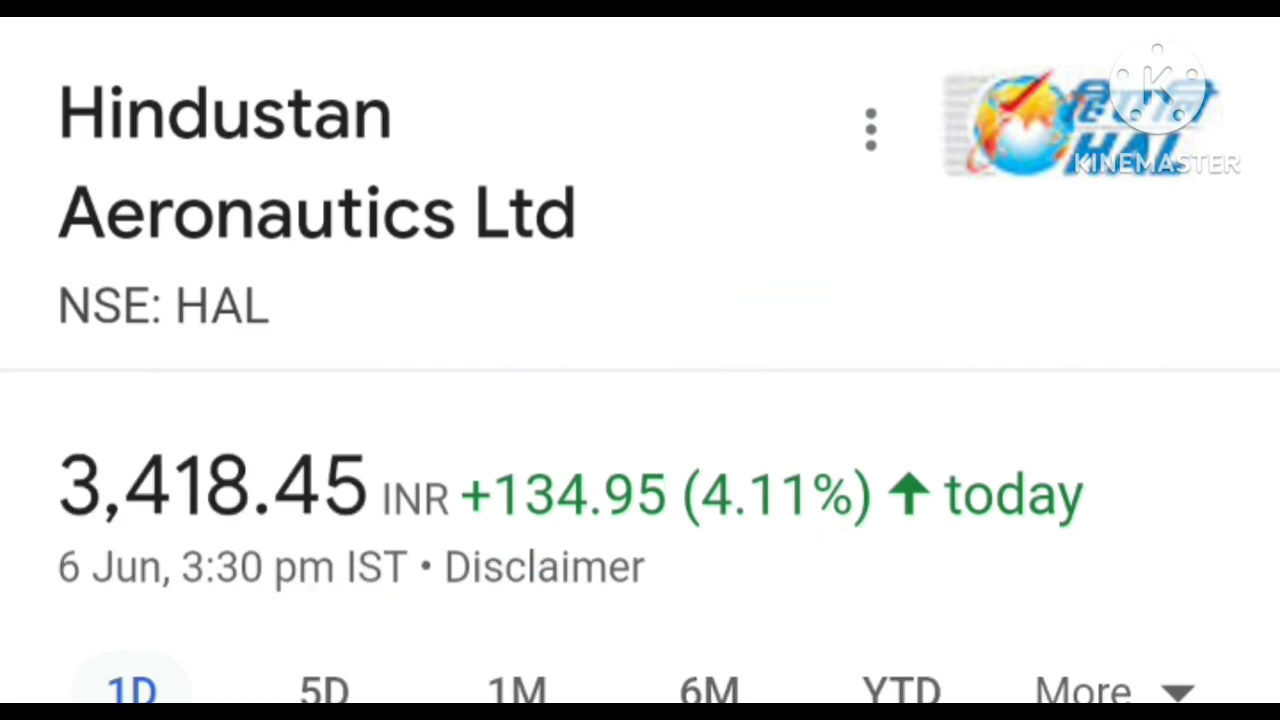 Hindustan
Aeronautics Ltd
NSE: HAL
HAL
KINEMASTER
3,418.45 INR +134.95 (4.11%) ↑ today
6 Jun, 3:30 pm IST • Disclaimer
1D 5D 1M 6M YTD More